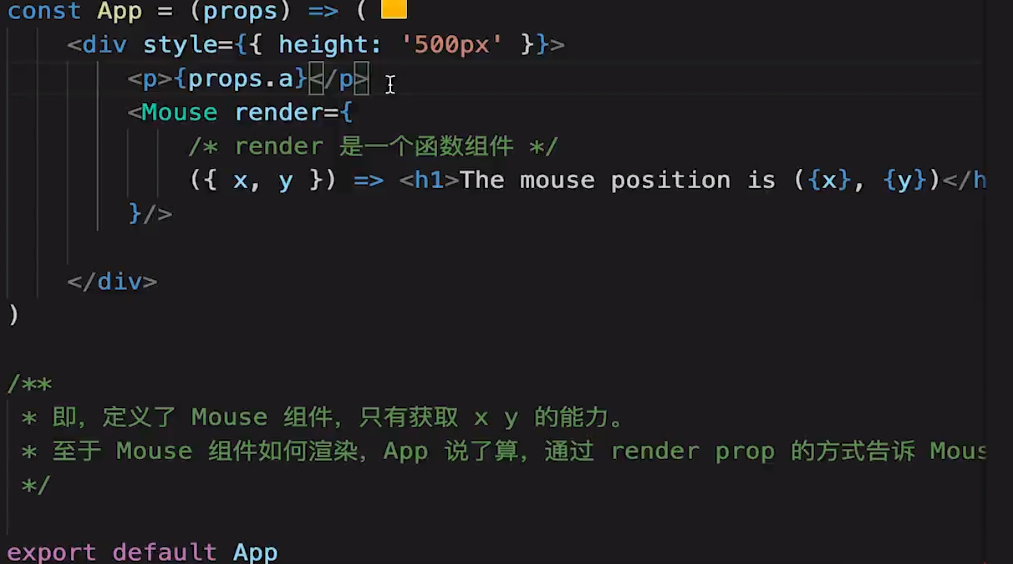 const App = (props) => (
<div style={{ height: '500px' }}>
<p>{props.a}</p>
<Mouse render={
/* render 是一个函数组件 */
({ x, y }) => <h1>The mouse position is ({x}, {y})</h
}/>
</div>
)
/**
* 即，定义了 Mouse 组件，只有获取 x y 的能力。
* 至于 Mouse 组件如何渲染，App 说了算，通过 render prop 的方式告诉 Mous
*/
export default App